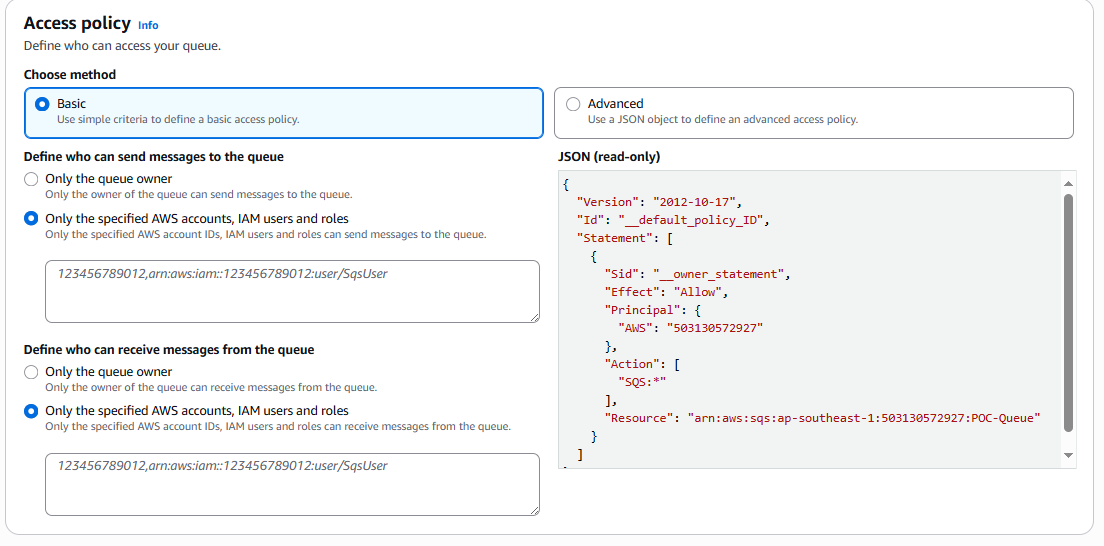 Access policy Info
Define who can access your queue.
Choose method
Basic
Use simple criteria to define a basic access policy.
Advanced
Use a JSON object to define an advanced access policy.
Define who can send messages to the queue
Only the queue owner
Only the owner of the queue can send messages to the queue.
Only the specified AWS accounts, IAM users and roles
Only the specified AWS account IDs, IAM users and roles can send messages to the queue.
123456789012,arn:aws:iam::123456789012:user/SqsUser
Define who can receive messages from the queue
Only the queue owner
Only the owner of the queue can receive messages from the queue.
Only the specified AWS accounts, IAM users and roles
Only the specified AWS account IDs, IAM users and roles can receive messages from the queue.
123456789012,arn:aws:iam::123456789012:user/SqsUser
JSON (read-only)
{
  "Version": "2012-10-17",
  "Id": "__default_policy_ID",
  "Statement": [
    {
      "Sid": "__owner_statement",
      "Effect": "Allow",
      "Principal": {
        "AWS": "503130572927"
      },
      "Action": [
        "SQS:*"
      ],
      "Resource": "arn:aws:sqs:ap-southeast-1:503130572927:POC-Queue"
    }
  ]